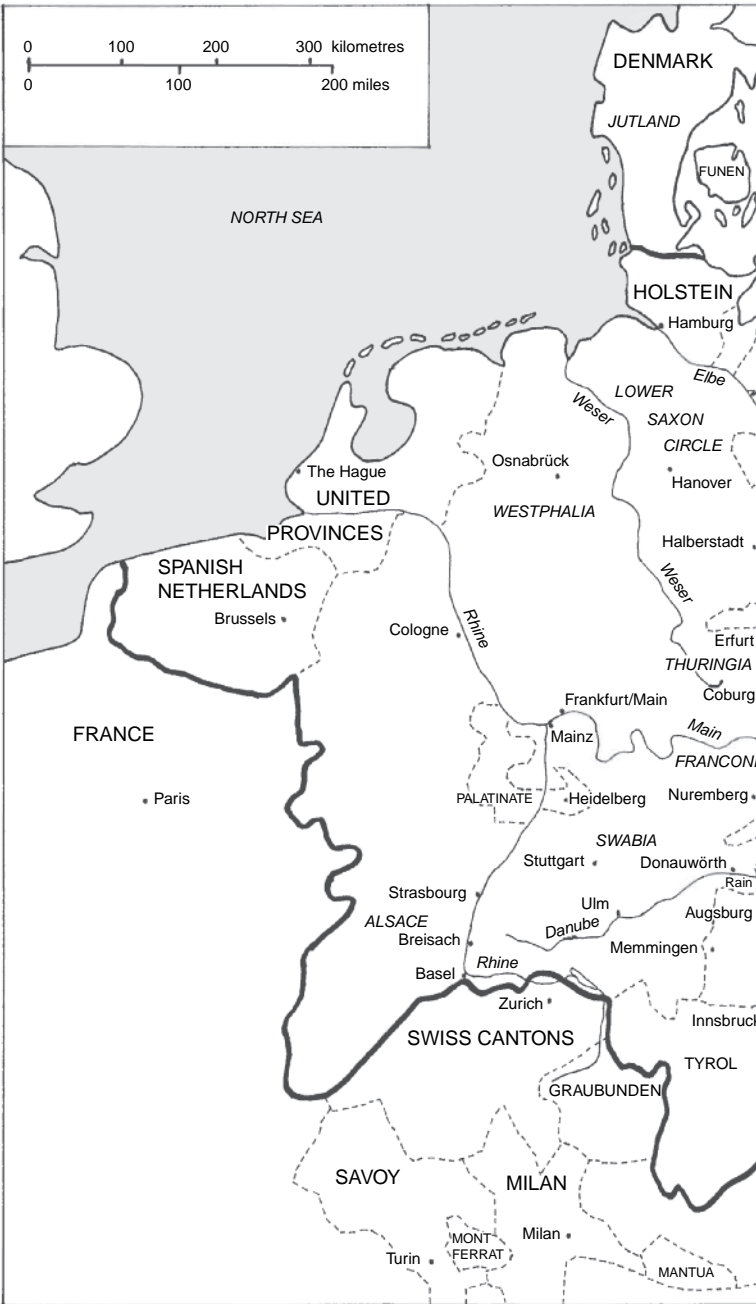 0 100 200 300 kilometres
0 100 200 miles
DENMARK
JUTLAND
FUNEN
NORTH SEA
HOLSTEIN
Hamburg
Elbe
LOWER
SAXON
CIRCLE
Weser
Hanover
The Hague
Osnabrück
UNITED
PROVINCES
WESTPHALIA
Halberstadt
SPANISH
NETHERLANDS
Brussels
Weser
Cologne
Rhine
Erfurt
THURINGIA
Coburg
Frankfurt/Main
Mainz
Main
FRANCE
FRANCONI
Paris
PALATINATE
Heidelberg
Nuremberg
SWABIA
Stuttgart
Donauwörth
Rain
Strasbourg
Ulm
Augsburg
ALSACE
Danube
Breisach
Memmingen
Basel
Rhine
Zurich
Innsbruck
SWISS CANTONS
TYROL
GRAUBUNDEN
SAVOY
MILAN
MONT
FERRAT
Milan
Turin
MANTUA